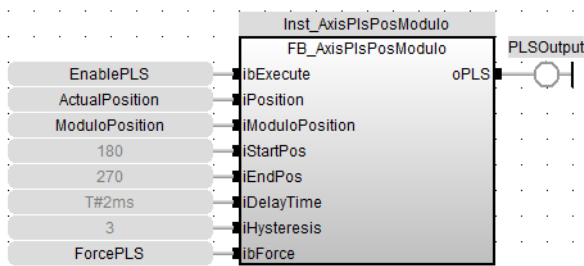 Inst_AxisPlsPosModulo
FB_AxisPlsPosModulo
PLSOutput
EnablePLS
ibExecute
oPLS
ActualPosition
iPosition
ModuloPosition
iModuloPosition
180
iStartPos
270
iEndPos
T#2ms
iDelayTime
3
iHysteresis
ForcePLS
ibForce